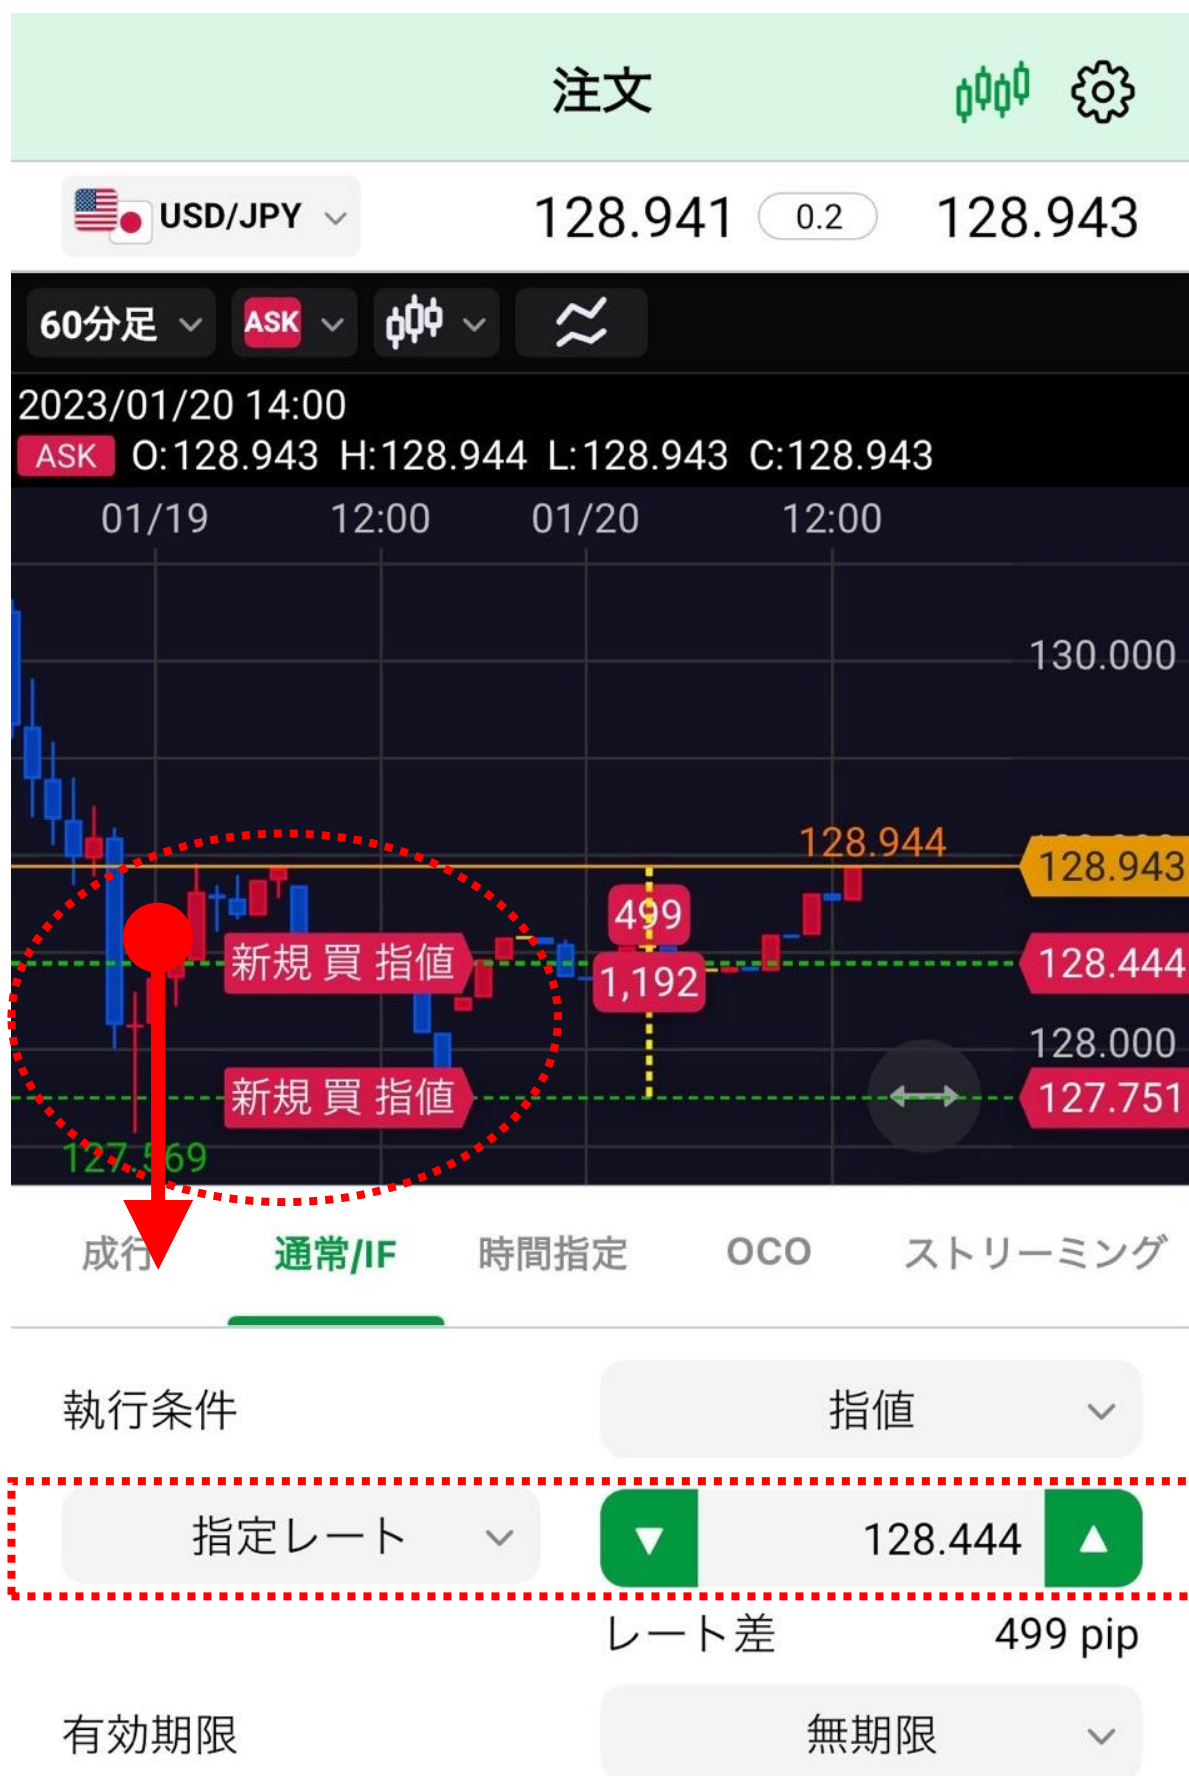 注文
USD/JPY 128.941 0.2 128.943
60分足 ASK
2023/01/20 14:00
ASK O:128.943 H:128.944 L:128.943 C:128.943
01/19 12:00 01/20 12:00
130.000
128.944
128.943
499
新規 買 指値 128.444
1,192
128.000
新規 買 指値 127.751
127.569
成行 通常/IF 時間指定 OCO ストリーミング
執行条件 指値
指定レート 128.444
レート差 499 pip
有効期限 無期限